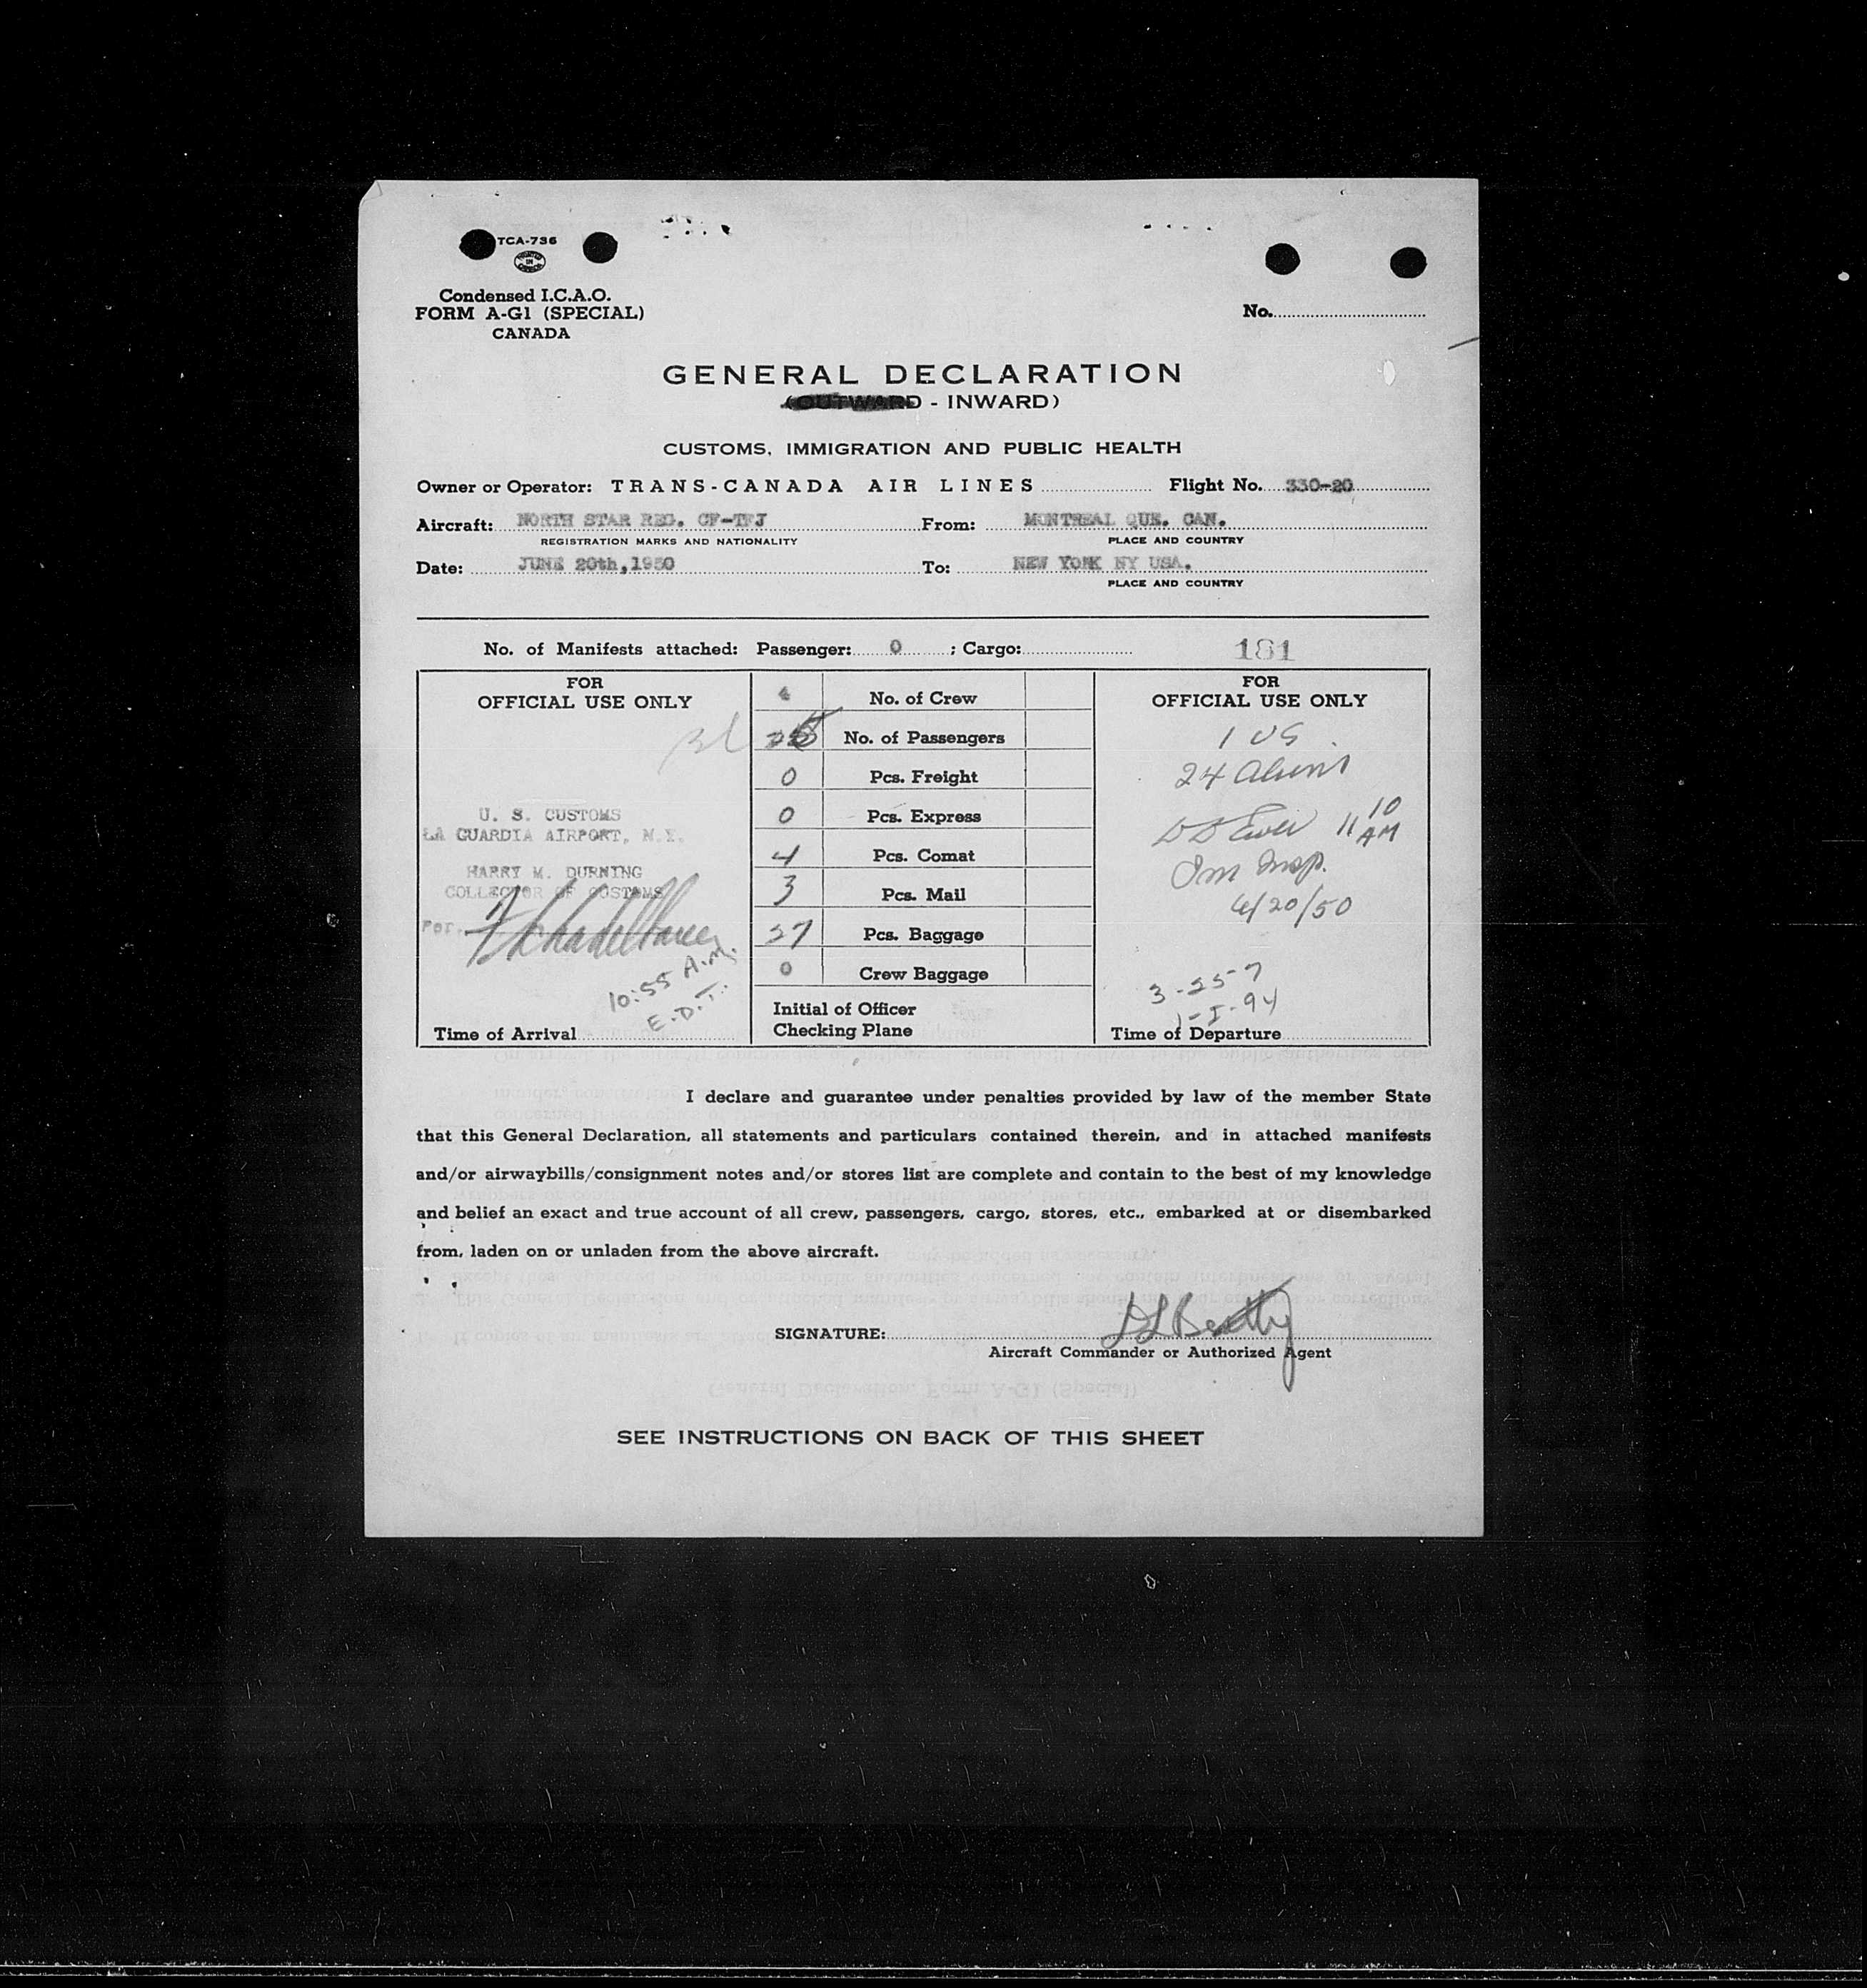 TCA-736
PRINTED IN CANADA
Condensed I.C.A.O.
FORM A-G1 (SPECIAL)
CANADA
No.
GENERAL DECLARATION
(OUTWARD - INWARD)
CUSTOMS, IMMIGRATION AND PUBLIC HEALTH
Owner or Operator: TRANS-CANADA AIR LINES Flight No. 330-20
Aircraft: NORTH STAR REG. CF-TFJ From: MONTREAL QUE. CAN.
REGISTRATION MARKS AND NATIONALITY PLACE AND COUNTRY
Date: JUNE 20th,1950 To: NEW YORK NY USA.
PLACE AND COUNTRY
No. of Manifests attached: Passenger: 0 ; Cargo: 181
FOR
OFFICIAL USE ONLY
U. S. CUSTOMS
LA GUARDIA AIRPORT, N.Y.
HARRY M. DURNING
COLLECTOR OF CUSTOMS
Per.
10:55 A.M.
E.D.T.
Time of Arrival
4 No. of Crew
25 No. of Passengers
0 Pcs. Freight
0 Pcs. Express
4 Pcs. Comat
3 Pcs. Mail
27 Pcs. Baggage
0 Crew Baggage
Initial of Officer
Checking Plane
FOR
OFFICIAL USE ONLY
1 US
24 Aliens
11 10 AM
Im Insp.
6/20/50
3-25-7
1-I-94
Time of Departure
I declare and guarantee under penalties provided by law of the member State
that this General Declaration, all statements and particulars contained therein, and in attached manifests
and/or airwaybills/consignment notes and/or stores list are complete and contain to the best of my knowledge
and belief an exact and true account of all crew, passengers, cargo, stores, etc., embarked at or disembarked
from, laden on or unladen from the above aircraft.
SIGNATURE:
Aircraft Commander or Authorized Agent
SEE INSTRUCTIONS ON BACK OF THIS SHEET